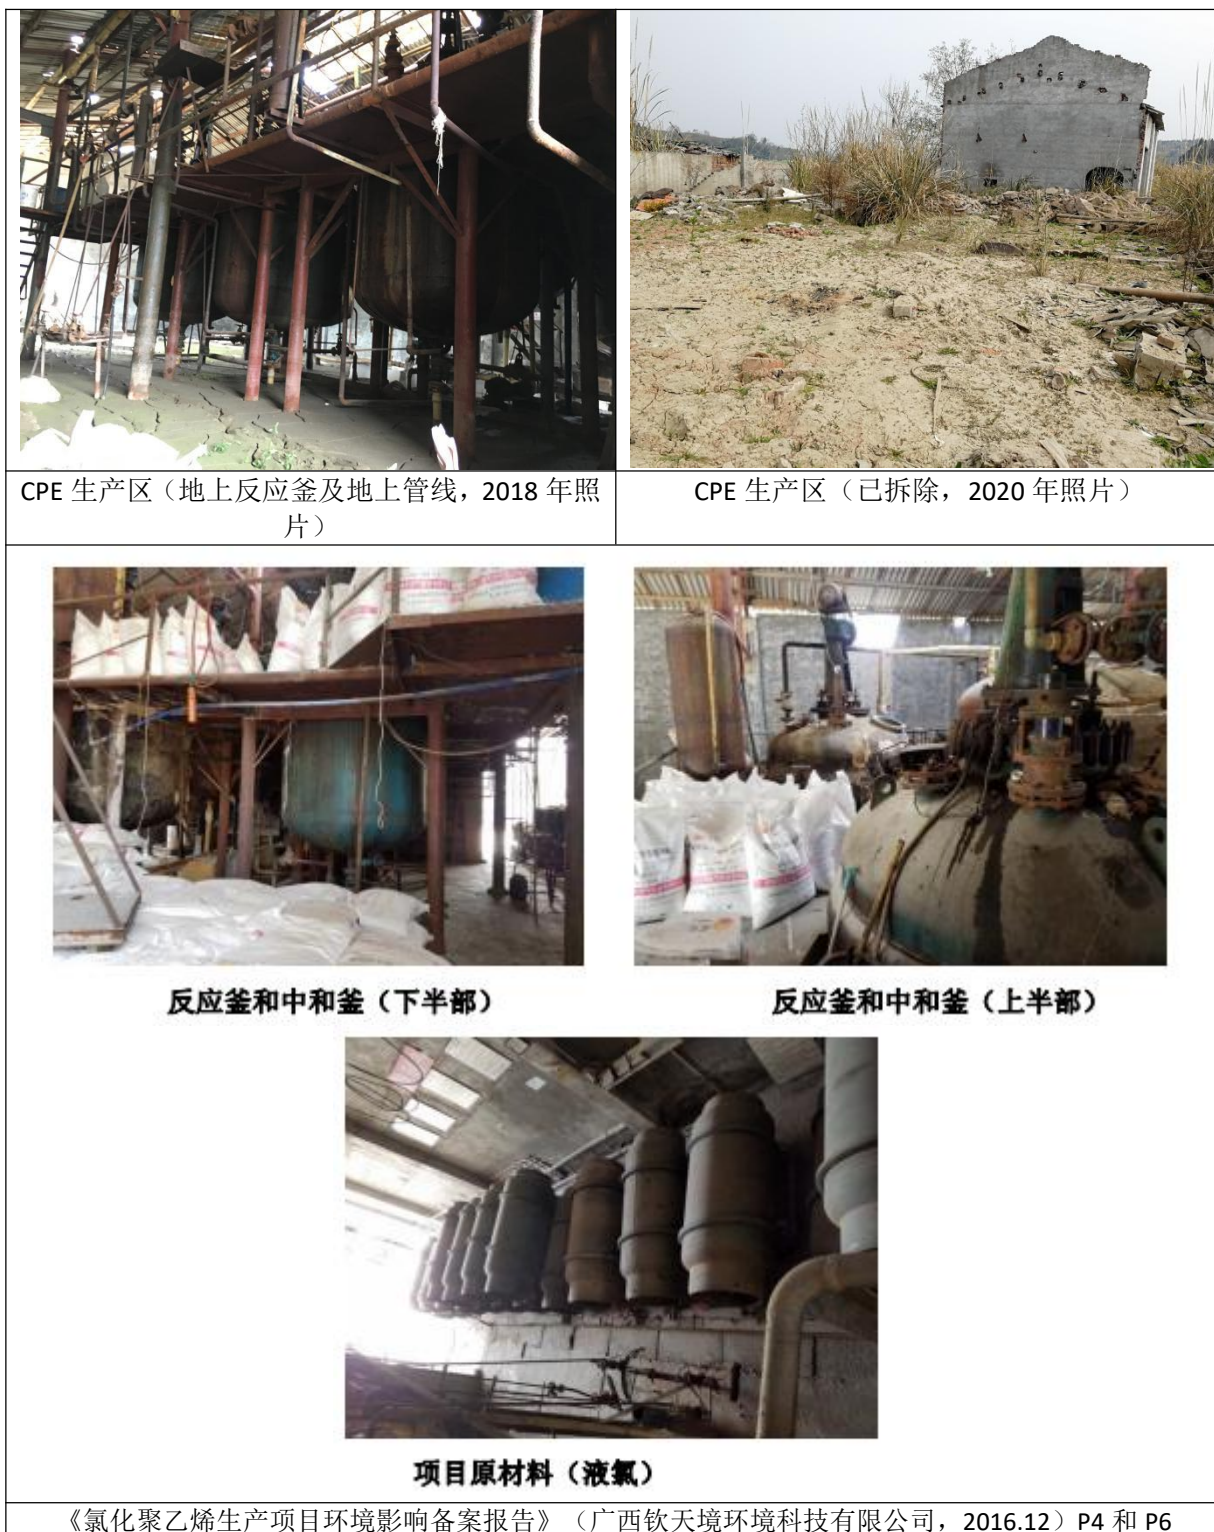 CPE 生产区（地上反应釜及地上管线，2018 年照
片）
CPE 生产区（已拆除，2020 年照片）
反应釜和中和釜（下半部）
反应釜和中和釜（上半部）
项目原材料（液氯）
《氯化聚乙烯生产项目环境影响备案报告》（广西钦天境环境科技有限公司，2016.12）P4 和 P6